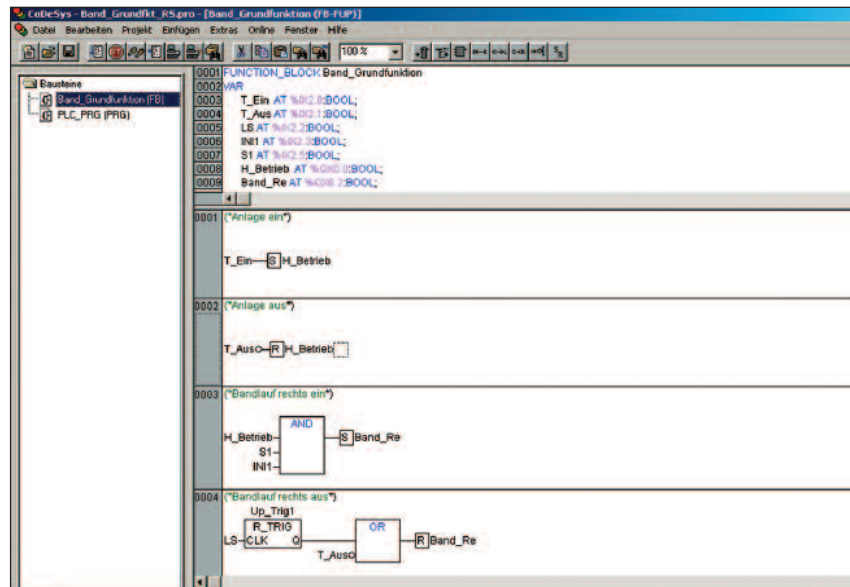 CoDeSys - Band_Grundfkt_RS.pro - [Band_Grundfunktion (FB-FUP)]
Datei Bearbeiten Projekt Einfügen Extras Online Fenster Hilfe
100 %
Bausteine
Band_Grundfunktion (FB)
PLC_PRG (PRG)
0001 FUNCTION_BLOCK Band_Grundfunktion
0002 VAR
0003 T_Ein AT %IX2.0:BOOL;
0004 T_Aus AT %IX2.1:BOOL;
0005 LS AT %IX2.2:BOOL;
0006 INI1 AT %IX2.3:BOOL;
0007 S1 AT %IX2.5:BOOL;
0008 H_Betrieb AT %QX0.0:BOOL;
0009 Band_Re AT %QX0.2:BOOL;
0001 (*Anlage ein*)
T_Ein S H_Betrieb
0002 (*Anlage aus*)
T_Aus R H_Betrieb
0003 (*Bandlauf rechts ein*)
AND
H_Betrieb S Band_Re
S1
INI1
0004 (*Bandlauf rechts aus*)
Up_Trig1
R_TRIG OR
LS CLK Q R Band_Re
T_Aus